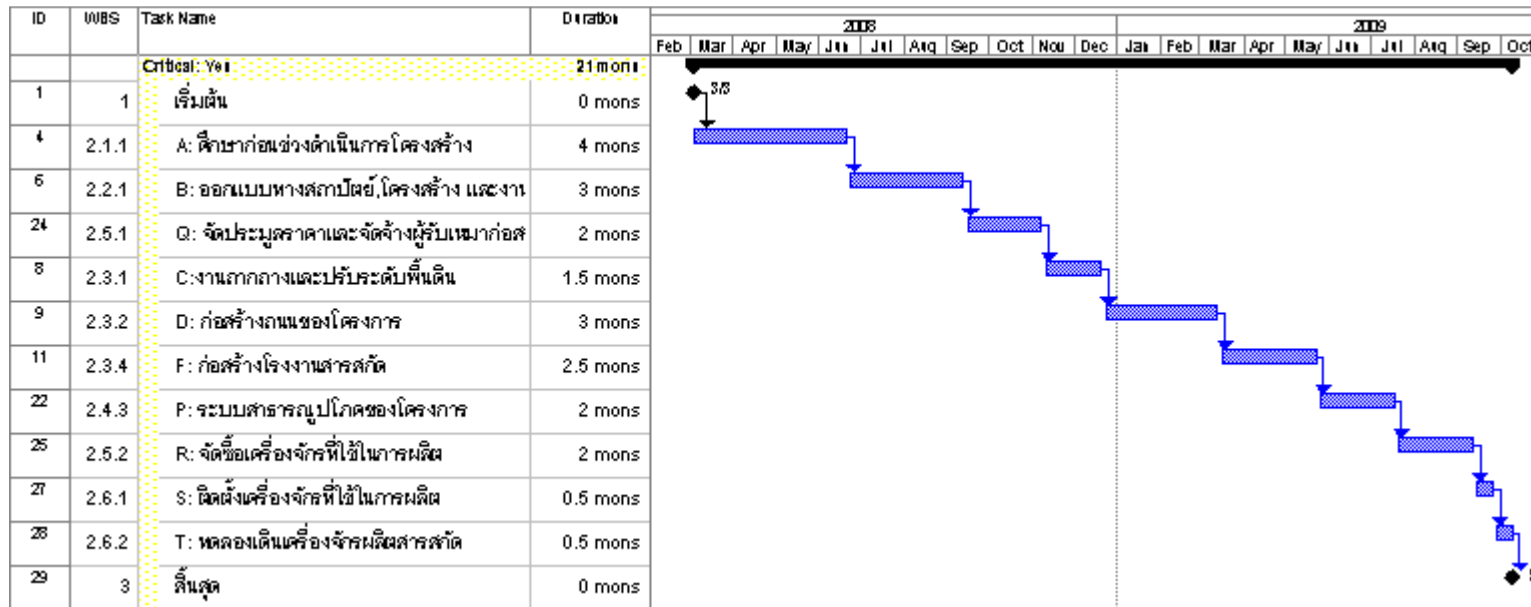 ID WBS Task Name Duration 2008 2009
Feb Mar Apr May Jun Jul Aug Sep Oct Nov Dec Jan Feb Mar Apr May Jun Jul Aug Sep Oct
Critical: Yes 21 mons
1 1 เริ่มต้น 0 mons 3/3
4 2.1.1 A: ศึกษาก่อนช่วงดำเนินการโครงสร้าง 4 mons
6 2.2.1 B: ออกแบบทางสถาปัตย์,โครงสร้าง และงาน 3 mons
24 2.5.1 Q: จัดประมูลราคาและจัดจ้างผู้รับเหมาก่อส 2 mons
8 2.3.1 C:งานถากถางและปรับระดับพื้นดิน 1.5 mons
9 2.3.2 D: ก่อสร้างถนนของโครงการ 3 mons
11 2.3.4 F: ก่อสร้างโรงงานสารสกัด 2.5 mons
22 2.4.3 P: ระบบสาธารณูปโภคของโครงการ 2 mons
25 2.5.2 R: จัดซื้อเครื่องจักรที่ใช้ในการผลิต 2 mons
27 2.6.1 S: ติดตั้งเครื่องจักรที่ใช้ในการผลิต 0.5 mons
28 2.6.2 T: ทดลองเดินเครื่องจักรผลิตสารสกัด 0.5 mons
29 3 สิ้นสุด 0 mons